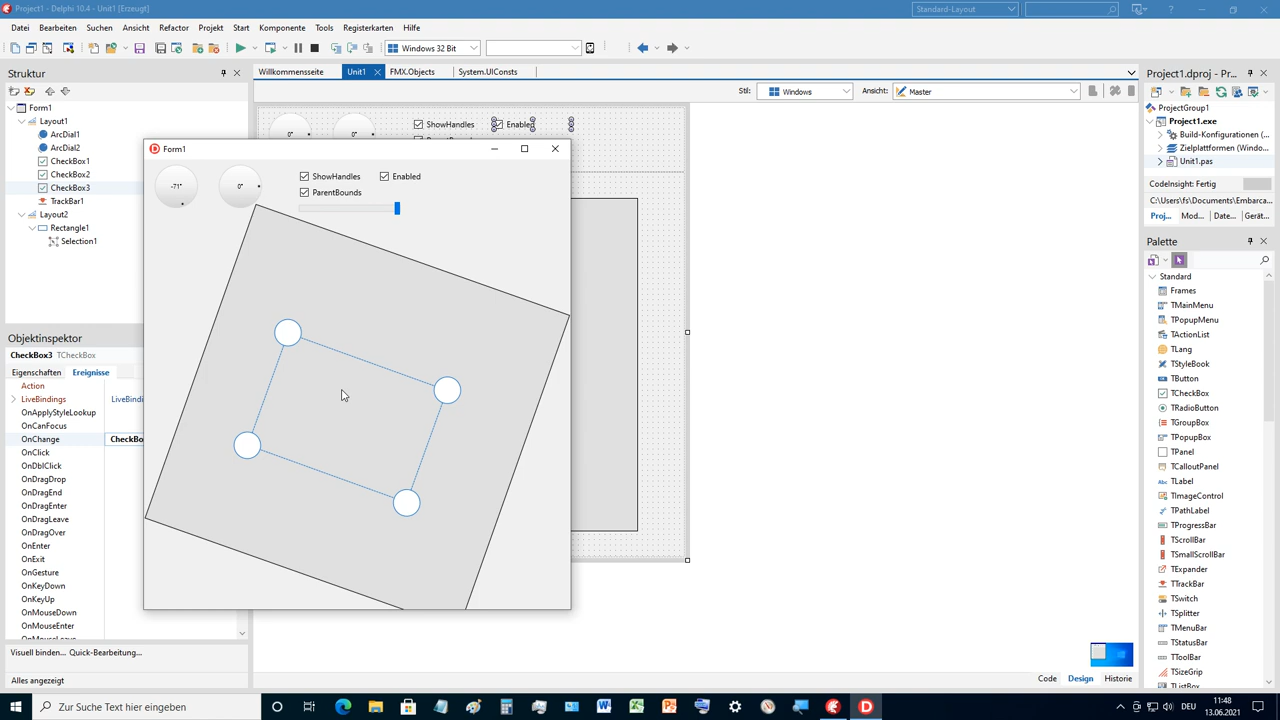 Project1 - Delphi 10.4 - Unit1 [Erzeugt]
Standard-Layout
Datei Bearbeiten Suchen Ansicht Refactor Projekt Start Komponente Tools Registerkarten Hilfe
Windows 32 Bit
Struktur
Form1
Layout1
ArcDial1
ArcDial2
CheckBox1
CheckBox2
CheckBox3
TrackBar1
Layout2
Rectangle1
Selection1
Objektinspektor
CheckBox3 TCheckBox
Eigenschaften Ereignisse
Action
LiveBindings LiveBindi
OnApplyStyleLookup
OnCanFocus
OnChange CheckBo
OnClick
OnDblClick
OnDragDrop
OnDragEnd
OnDragEnter
OnDragLeave
OnDragOver
OnEnter
OnExit
OnGesture
OnKeyDown
OnKeyUp
OnMouseDown
OnMouseEnter
OnMouseLeave
Visuell binden... Quick-Bearbeitung...
Alles angezeigt
Willkommensseite Unit1 FMX.Objects System.UIConsts
Stil: Windows Ansicht: Master
0° 0° ShowHandles Enabled
Form1
-71° 0° ShowHandles Enabled
ParentBounds
Code Design Historie
Project1.dproj - Pr...
ProjectGroup1
Project1.exe
Build-Konfigurationen (...
Zielplattformen (Windo...
Unit1.pas
CodeInsight: Fertig
C:\Users\fs\Documents\Embarca...
Proj... Mod... Date... Gerät...
Palette
Standard
Frames
TMainMenu
TPopupMenu
TActionList
TLang
TStyleBook
TButton
TCheckBox
TRadioButton
TGroupBox
TPopupBox
TPanel
TCalloutPanel
TLabel
TImageControl
TPathLabel
TProgressBar
TScrollBar
TSmallScrollBar
TExpander
TTrackBar
TSwitch
TSplitter
TMenuBar
TStatusBar
TToolBar
TSizeGrip
TListBox
Zur Suche Text hier eingeben
DEU
11:48
13.06.2021